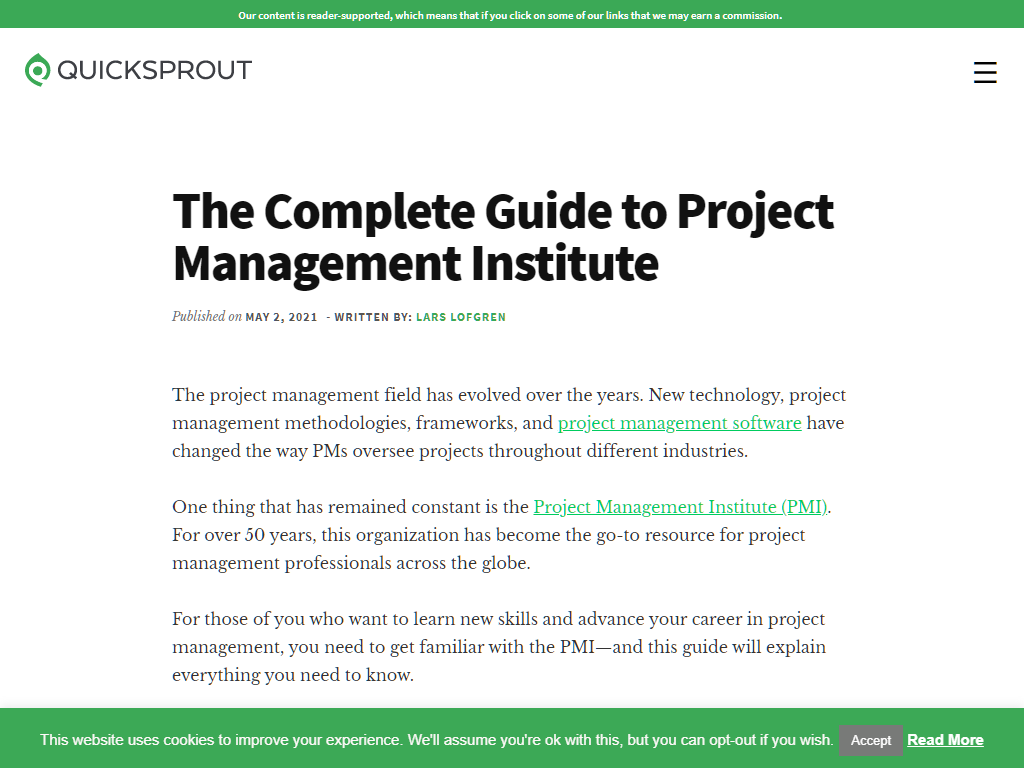 Our content is reader-supported, which means that if you click on some of our links that we may earn a commission.
QUICKSPROUT
The Complete Guide to Project
Management Institute
Published on MAY 2, 2021 - WRITTEN BY: LARS LOFGREN
The project management field has evolved over the years. New technology, project
management methodologies, frameworks, and project management software have
changed the way PMs oversee projects throughout different industries.
One thing that has remained constant is the Project Management Institute (PMI).
For over 50 years, this organization has become the go-to resource for project
management professionals across the globe.
For those of you who want to learn new skills and advance your career in project
management, you need to get familiar with the PMI—and this guide will explain
everything you need to know.
This website uses cookies to improve your experience. We'll assume you're ok with this, but you can opt-out if you wish. Accept Read More